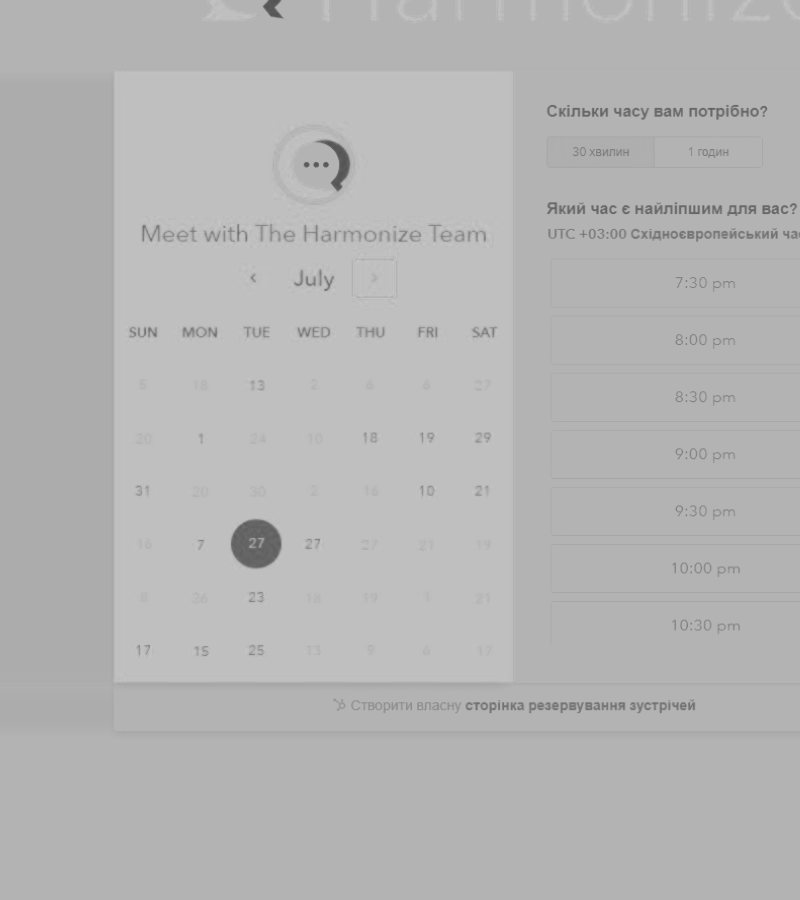 Harmonize
Meet with The Harmonize Team
July
SUN MON TUE WED THU FRI SAT
5 18 13 2 6 6 27
20 1 24 18 19 29
31 20 30 2 16 10 21
16 7 27 27 27 21 19
8 26 23 18 19 1 21
17 15 25 13 9 17
Скільки часу вам потрібно?
30 хвилин 1 годин
Який час є найліпшим для вас?
UTC +03:00 Східноєвропейський
7:30 pm
8:00 pm
8:30 pm
9:00 pm
9:30 pm
10:00 pm
10:30 pm
Створити власну сторінка резервування зустрічей